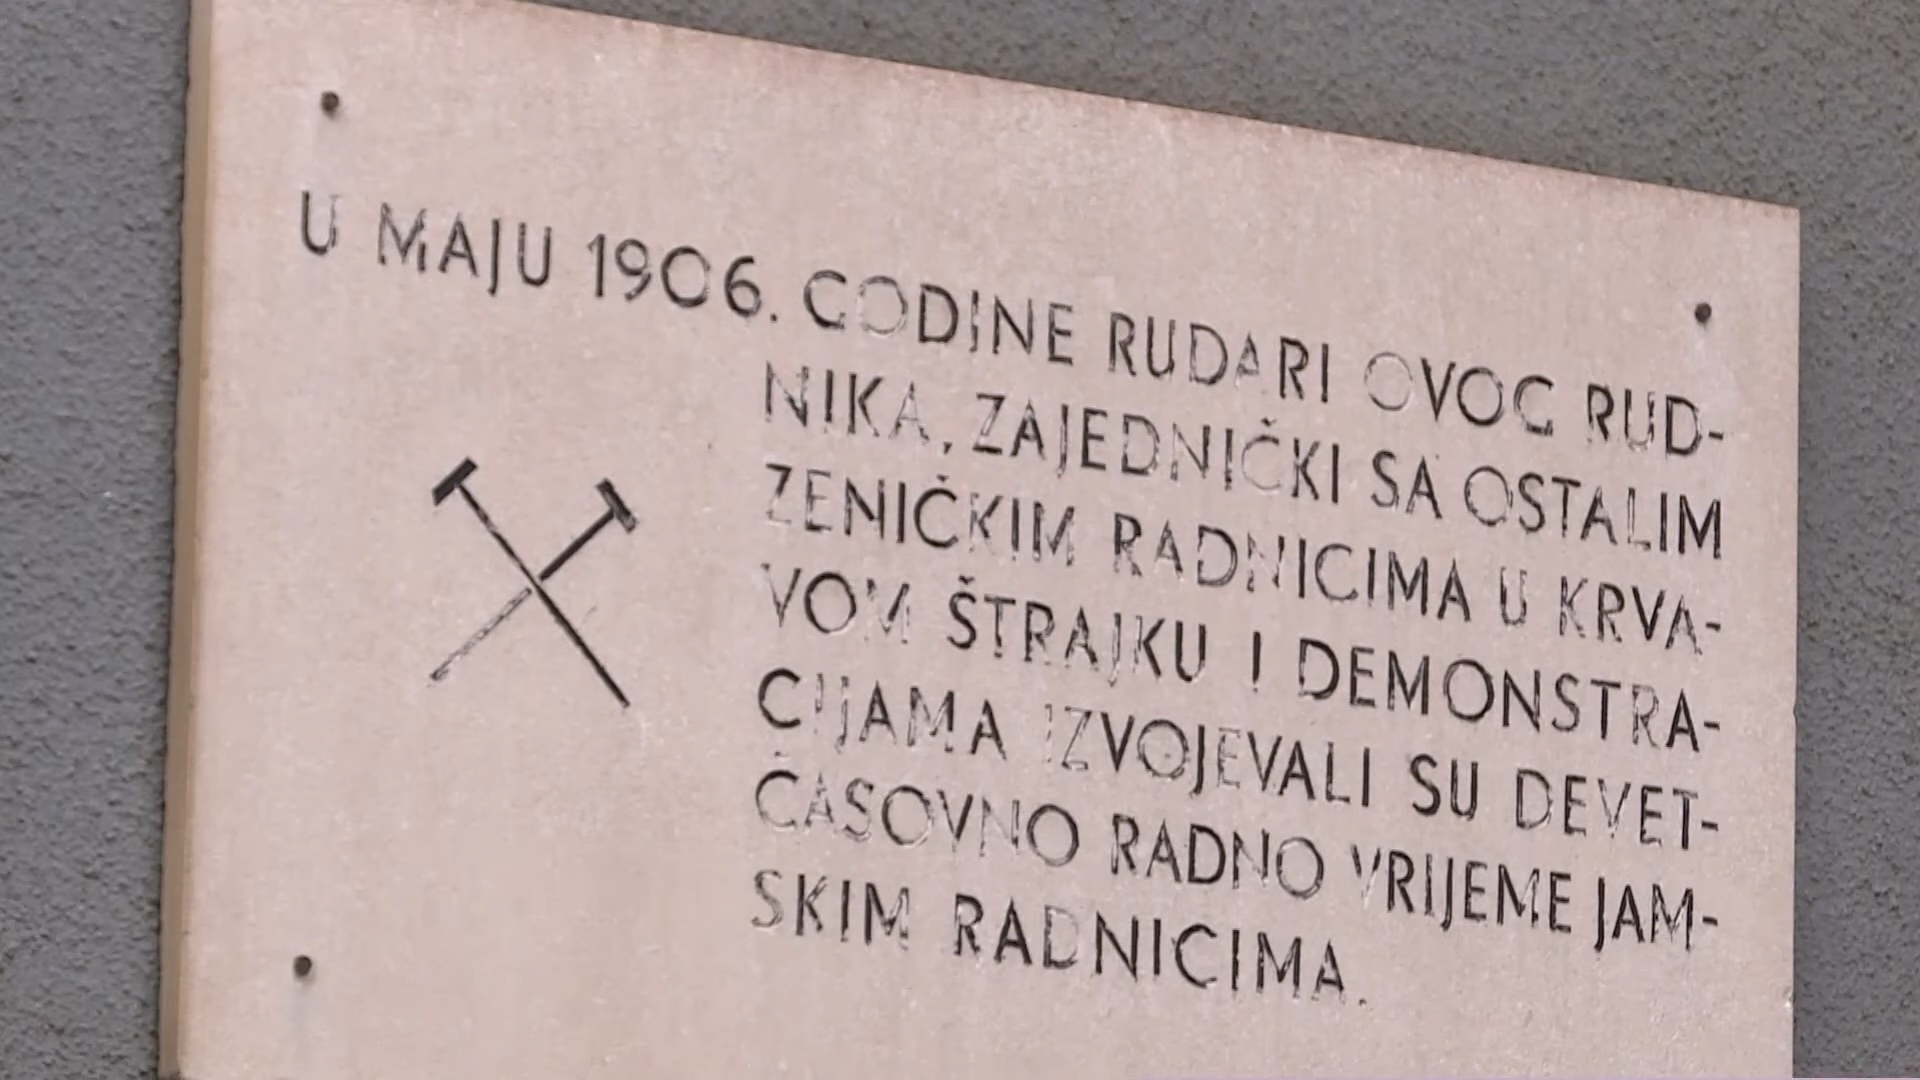 U MAJU 1906. GODINE RUDARI OVOG RUD-
NIKA, ZAJEDNIČKI SA OSTALIM
ZENIČKIM RADNICIMA U KRVA-
VOM ŠTRAJKU I DEMONSTRA-
CIJAMA IZVOJEVALI SU DEVET-
ČASOVNO RADNO VRIJEME JAM-
SKIM RADNICIMA.